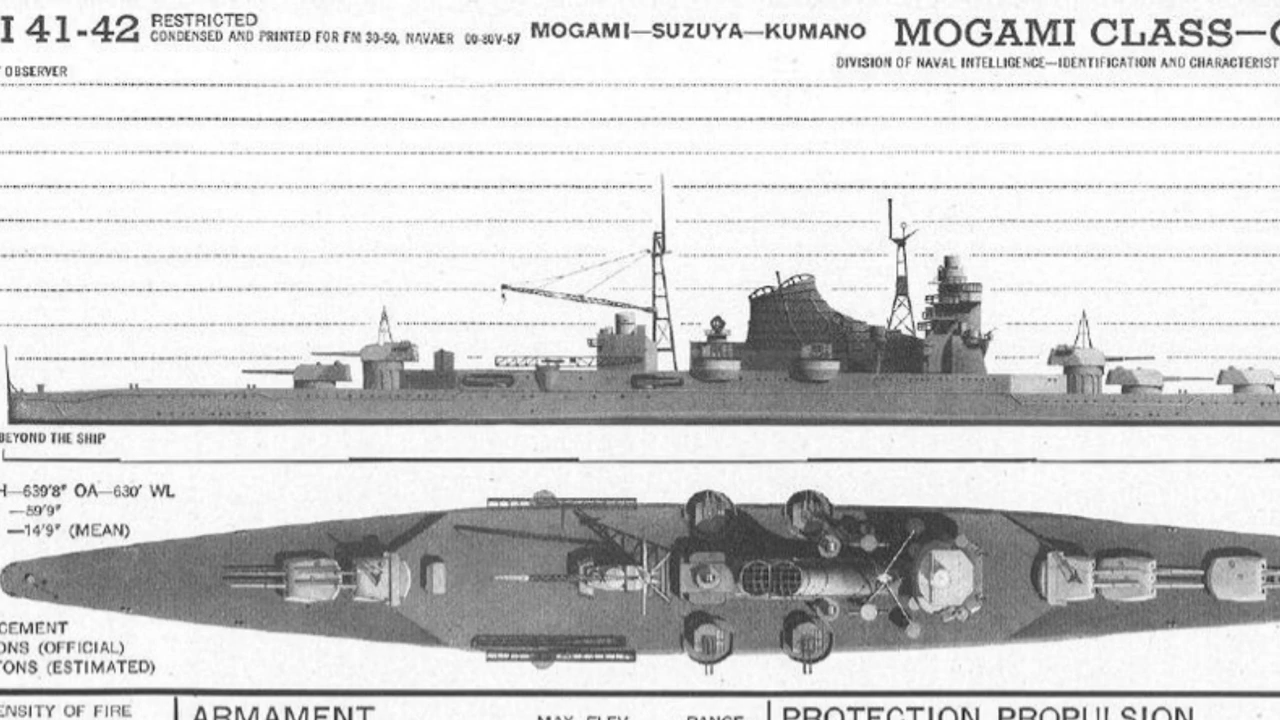 I 41-42 RESTRICTED MOGAMI—SUZUYA—KUMANO MOGAMI CLASS—
CONDENSED AND PRINTED FOR FM 30-50, NAVAER 00-80V-57
OBSERVER
DIVISION OF NAVAL INTELLIGENCE—IDENTIFICATION AND CHARACTERIST
BEYOND THE SHIP
H—639'8" OA—630' WL
—59'9"
—14'9" (MEAN)
CEMENT
ONS (OFFICIAL)
TONS (ESTIMATED)
ENSITY OF FIRE
ARMAMENT MAX. ELEV. RANGE PROTECTION PROPULSION